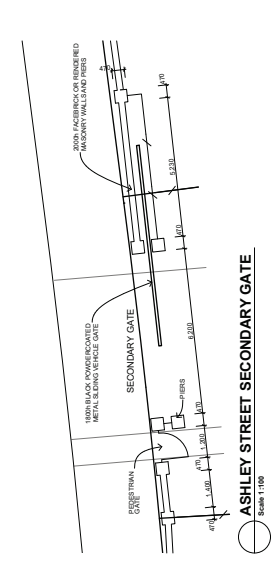 2000h FACEBRICK OR RENDERED
MASONRY WALLS AND PIERS
470
470
5,230
470
1800h BLACK POWDERCOATED
METAL SLIDING VEHICLE GATE
SECONDARY GATE
6,200
PIERS
470
PEDESTRIAN
GATE
1,200
470
1,400
470
ASHLEY STREET SECONDARY GATE
Scale 1:100